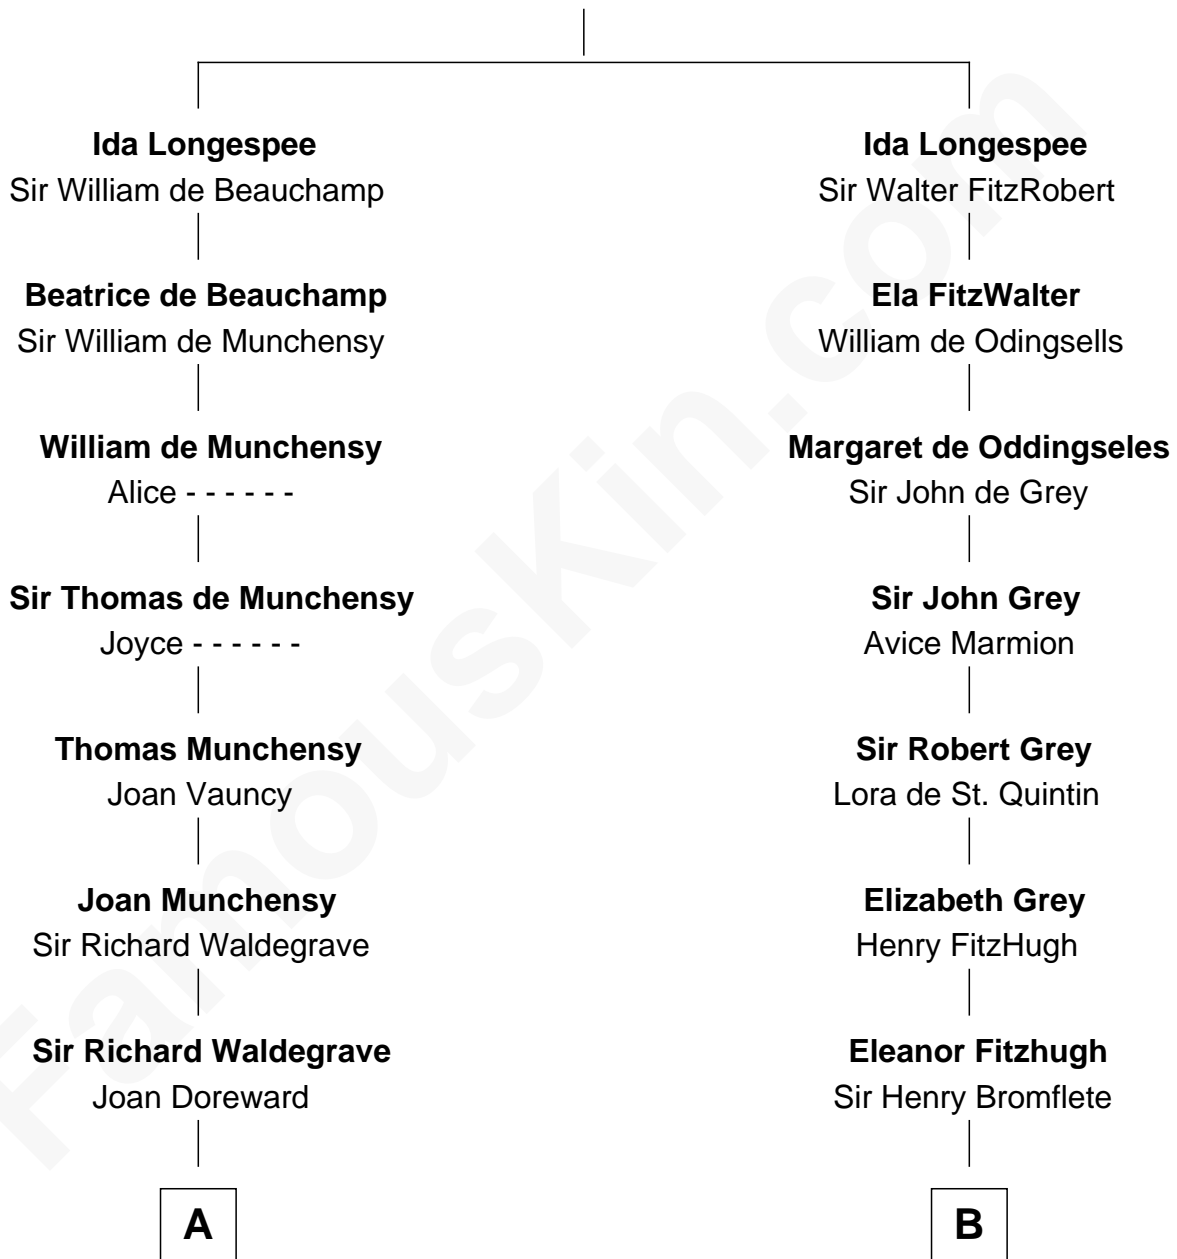 Ida Longespee
Sir William de Beauchamp
Beatrice de Beauchamp
Sir William de Munchensy
William de Munchensy
Alice - - - - - -
Sir Thomas de Munchensy
Joyce - - - - - -
Thomas Munchensy
Joan Vauncy
Joan Munchensy
Sir Richard Waldegrave
Sir Richard Waldegrave
Joan Doreward
A
Ida Longespee
Sir Walter FitzRobert
Ela FitzWalter
William de Odingsells
Margaret de Oddingseles
Sir John de Grey
Sir John Grey
Avice Marmion
Sir Robert Grey
Lora de St. Quintin
Elizabeth Grey
Henry FitzHugh
Eleanor Fitzhugh
Sir Henry Bromflete
B
FamousKin.com